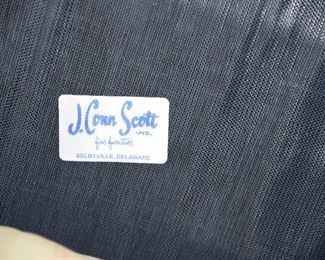 J. Conn Scott
INC.
fine furniture
SELBYVILLE, DELAWARE